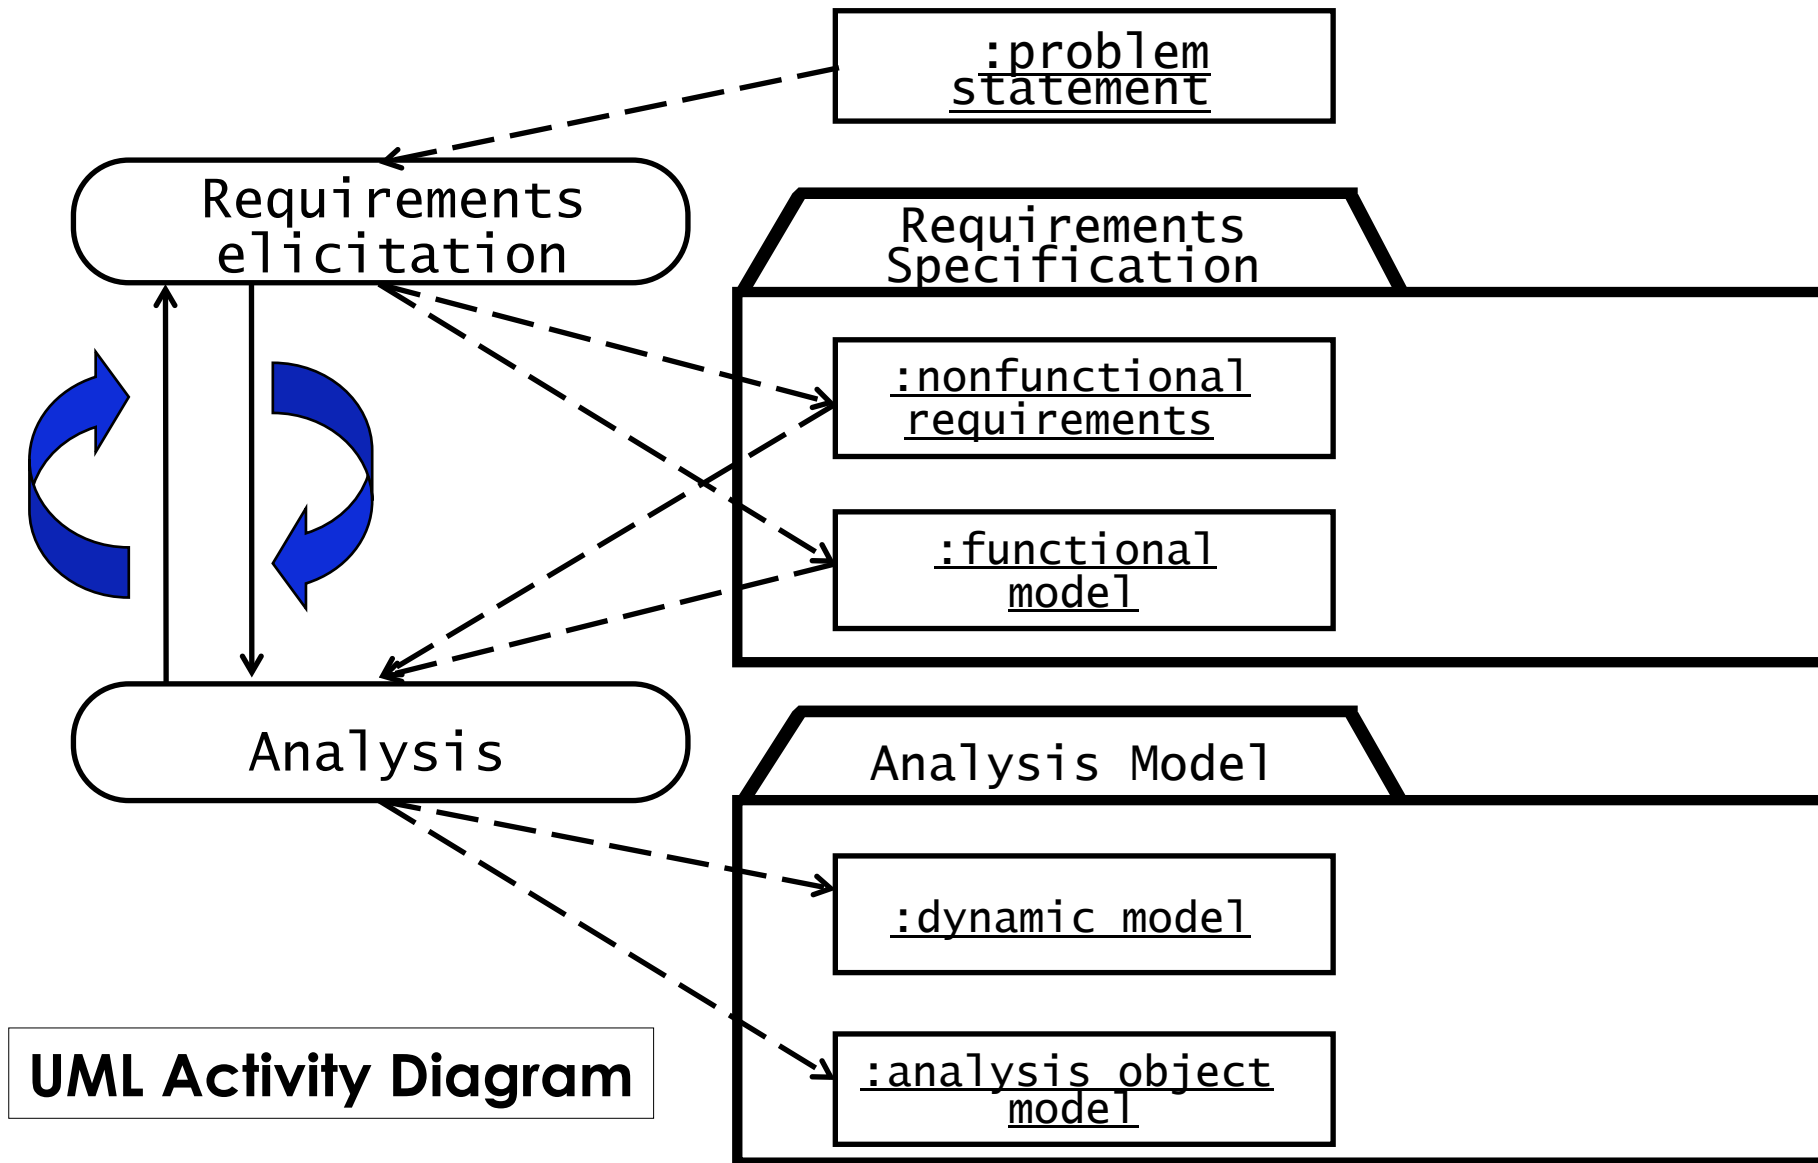 :problem
statement
Requirements
elicitation
Requirements
Specification
:nonfunctional
requirements
:functional
model
Analysis
Analysis Model
:dynamic model
:analysis object
model
UML Activity Diagram